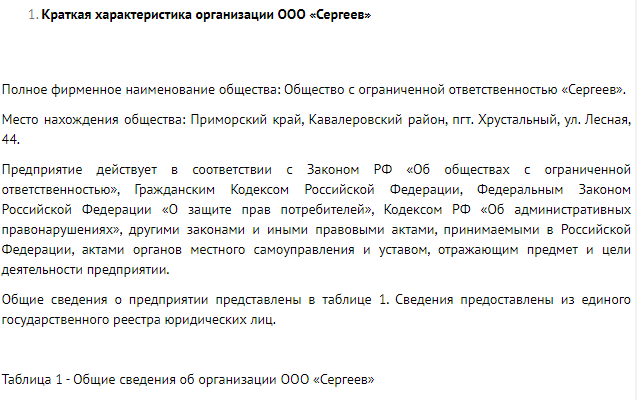 1. Краткая характеристика организации ООО «Сергеев»
Полное фирменное наименование общества: Общество с ограниченной ответственностью «Сергеев».
Место нахождения общества: Приморский край, Кавалеровский район, пгт. Хрустальный, ул. Лесная,
44.
Предприятие действует в соответствии с Законом РФ «Об обществах с ограниченной
ответственностью», Гражданским Кодексом Российской Федерации, Федеральным Законом
Российской Федерации «О защите прав потребителей», Кодексом РФ «Об административных
правонарушениях», другими законами и иными правовыми актами, принимаемыми в Российской
Федерации, актами органов местного самоуправления и уставом, отражающим предмет и цели
деятельности предприятии.
Общие сведения о предприятии представлены в таблице 1. Сведения предоставлены из единого
государственного реестра юридических лиц.
Таблица 1 - Общие сведения об организации ООО «Сергеев»